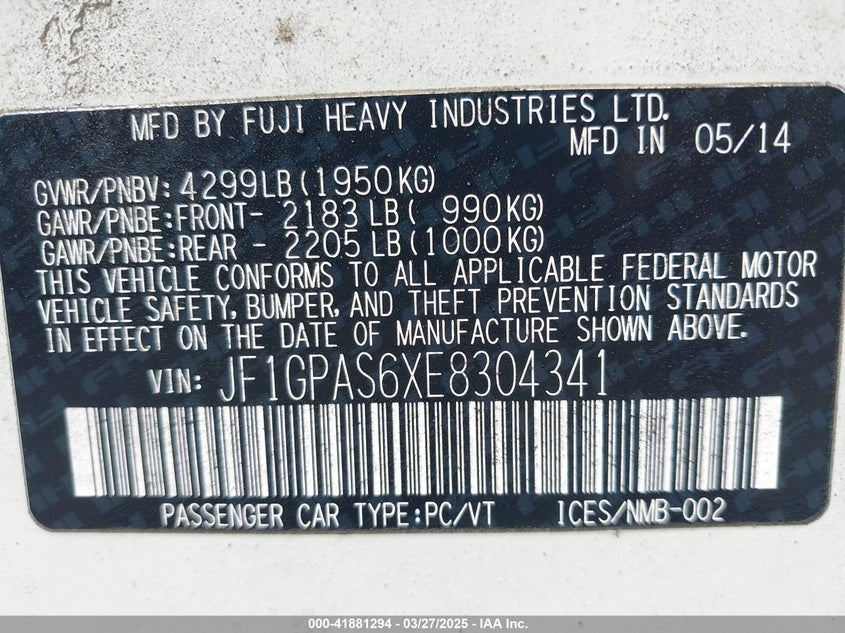 MFD BY FUJI HEAVY INDUSTRIES LTD.
MFD IN 05/14
GVWR/PNBV: 4299LB(1950KG)
GAWR/PNBE:FRONT- 2183 LB( 990KG)
GAWR/PNBE:REAR - 2205 LB(1000KG)
THIS VEHICLE CONFORMS TO ALL APPLICABLE FEDERAL MOTOR
VEHICLE SAFETY, BUMPER, AND THEFT PREVENTION STANDARDS
IN EFFECT ON THE DATE OF MANUFACTURE SHOWN ABOVE.
VIN: JF1GPAS6XE8304341
PASSENGER CAR TYPE:PC/VT ICES/NMB-002
000-41881294 - 03/27/2025 - IAAI.COM